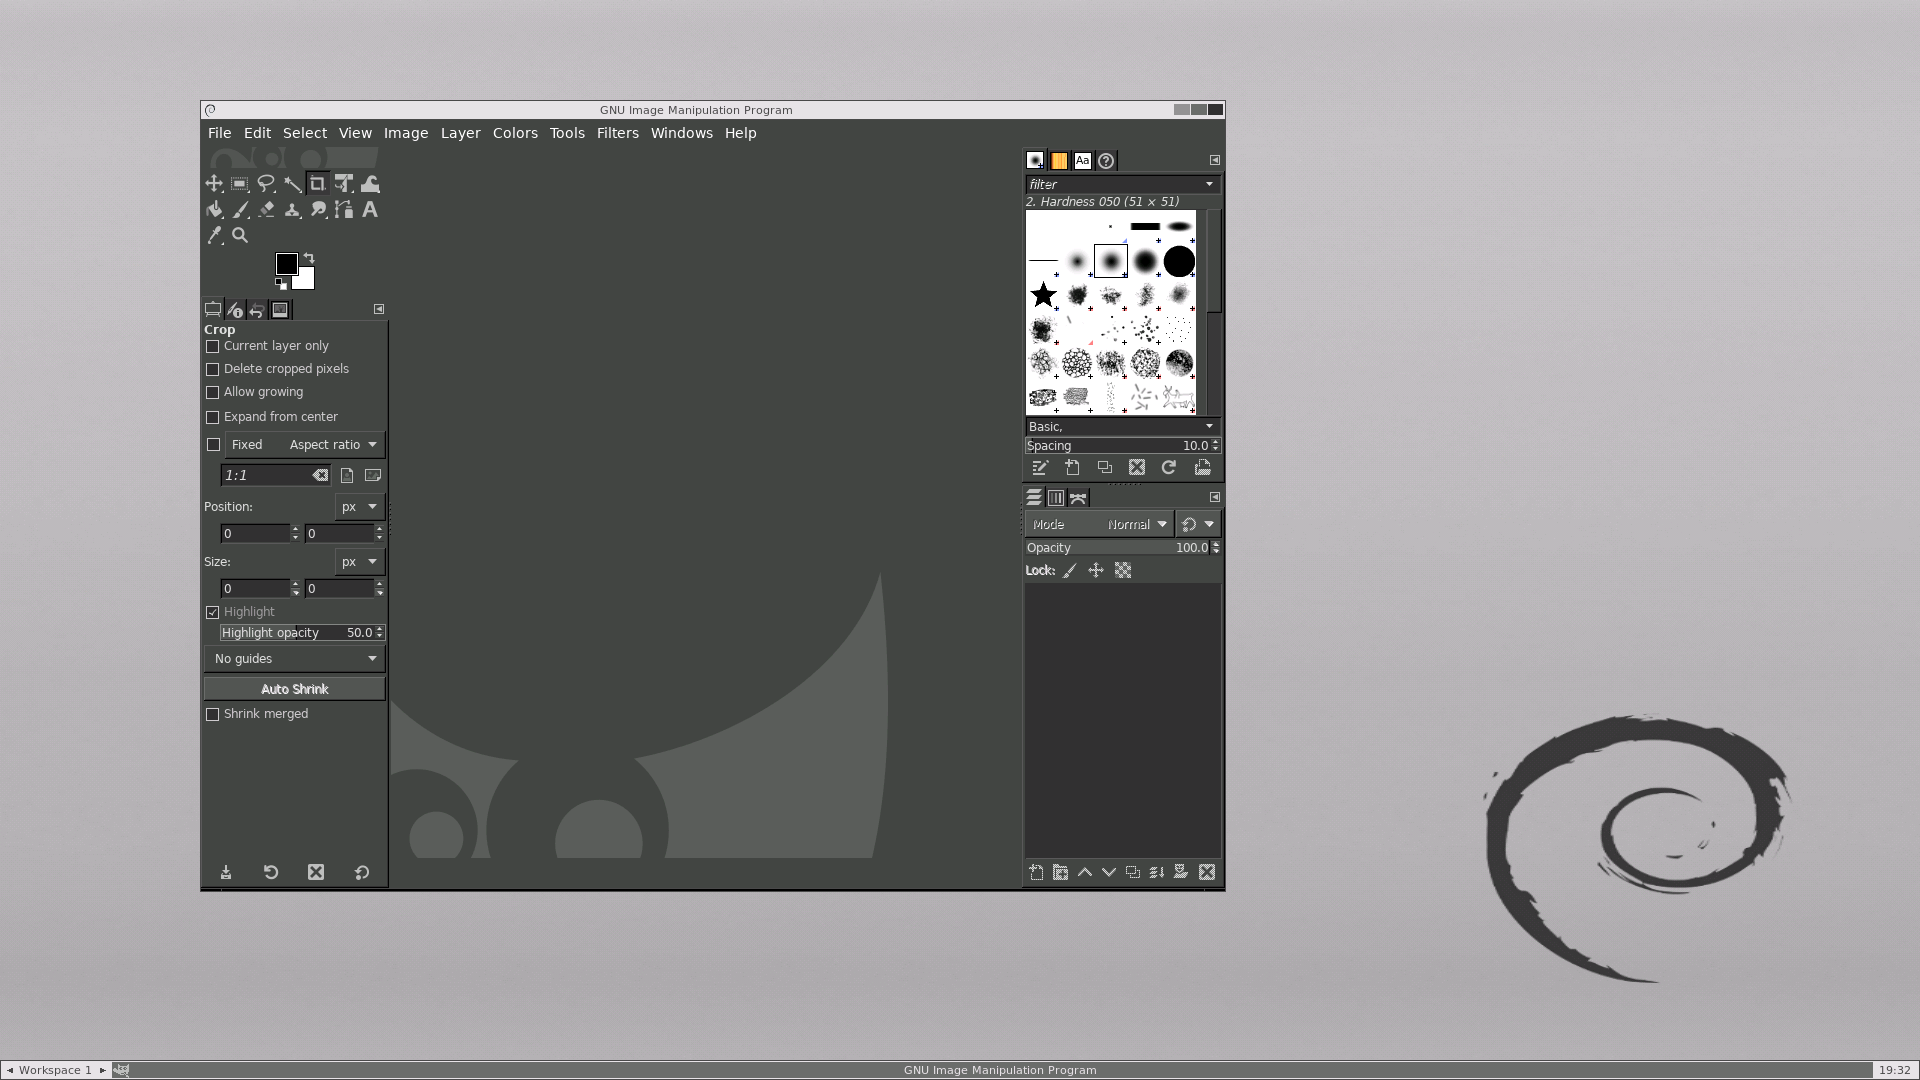 GNU Image Manipulation Program
File Edit Select View Image Layer Colors Tools Filters Windows Help
Aa
filter
2. Hardness 050 (51 × 51)
Basic,
Spacing 10.0
Mode Normal
Opacity 100.0
Lock:
Crop
Current layer only
Delete cropped pixels
Allow growing
Expand from center
Fixed Aspect ratio
1:1
Position: px
0 0
Size: px
0 0
Highlight
Highlight opacity 50.0
No guides
Auto Shrink
Shrink merged
Workspace 1 GNU Image Manipulation Program 19:32